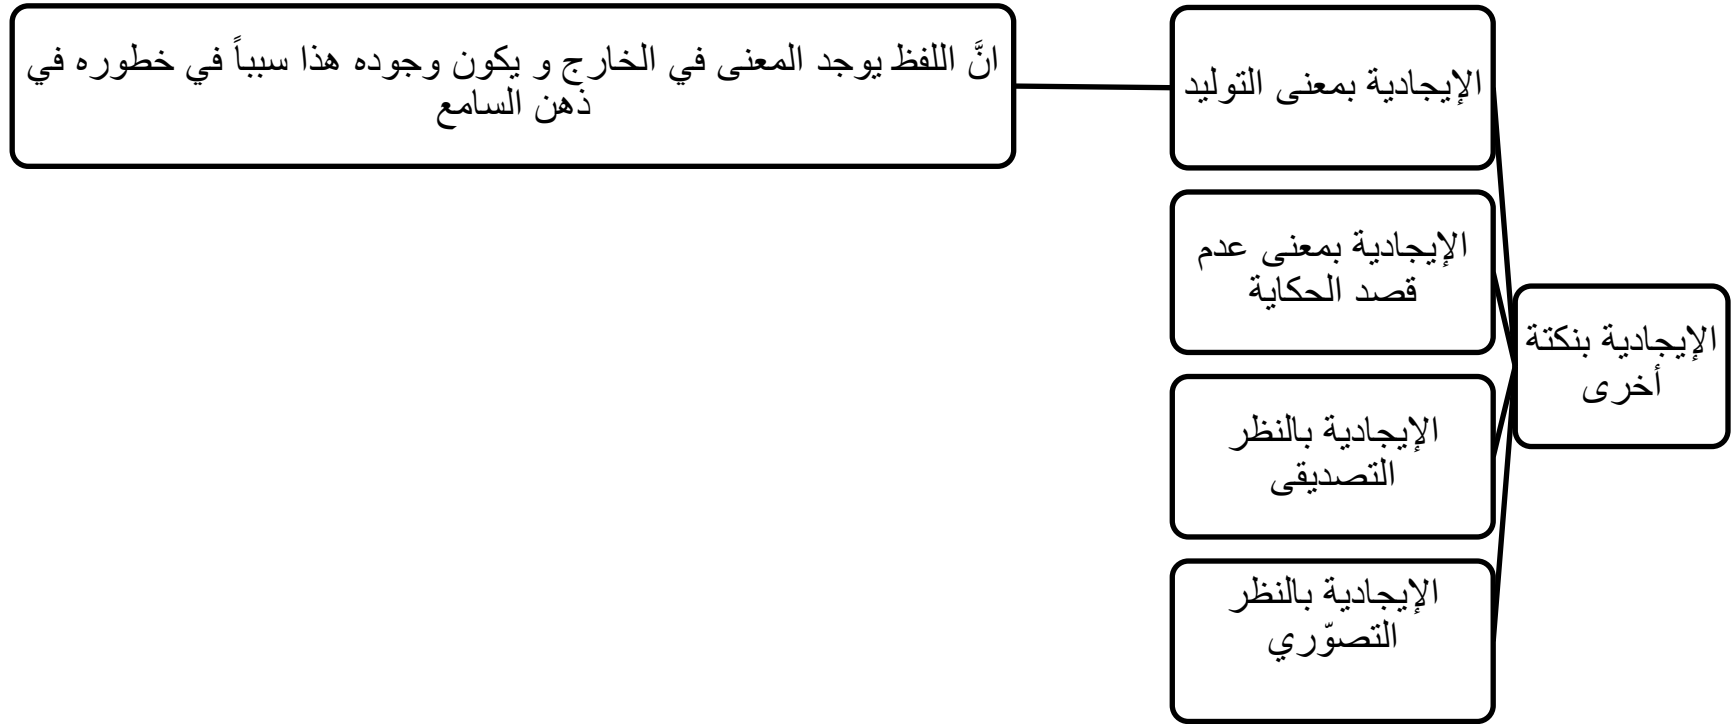 الإيجادية بنكتة
أخرى
الإيجادية بمعنى التوليد
انَّ اللفظ يوجد المعنى في الخارج و يكون وجوده هذا سبباً في خطوره في
ذهن السامع
الإيجادية بمعنى عدم
قصد الحكاية
الإيجادية بالنظر
التصديقى
الإيجادية بالنظر
التصوّري